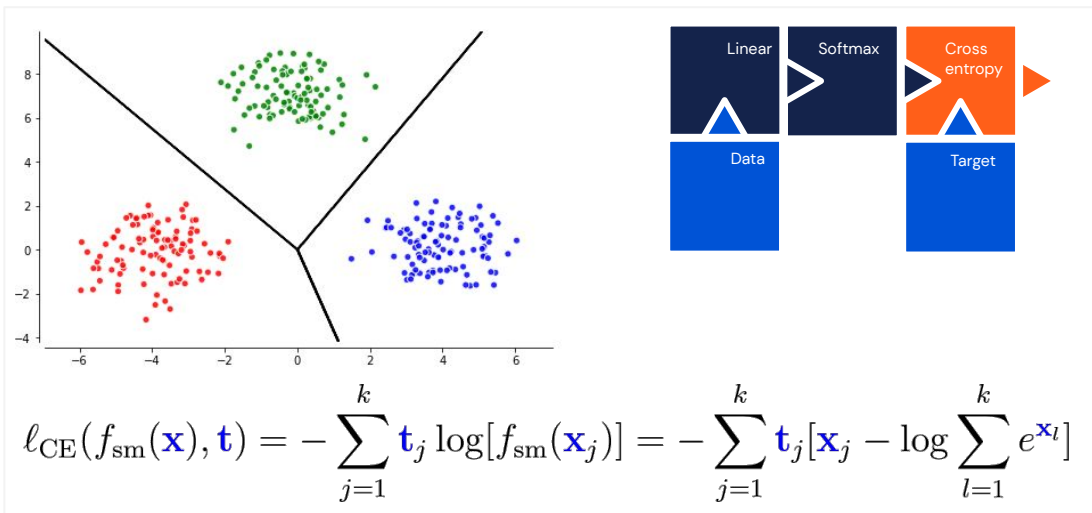 8
6
4
2
0
−2
−4
−6 −4 −2 0 2 4 6
Linear Softmax Cross entropy
Data Target
ℓ_CE(f_sm(𝐱), 𝐭) = − ∑_{j=1}^{k} 𝐭_j log[f_sm(𝐱_j)] = − ∑_{j=1}^{k} 𝐭_j[𝐱_j − log ∑_{l=1}^{k} e^{𝐱_l}]